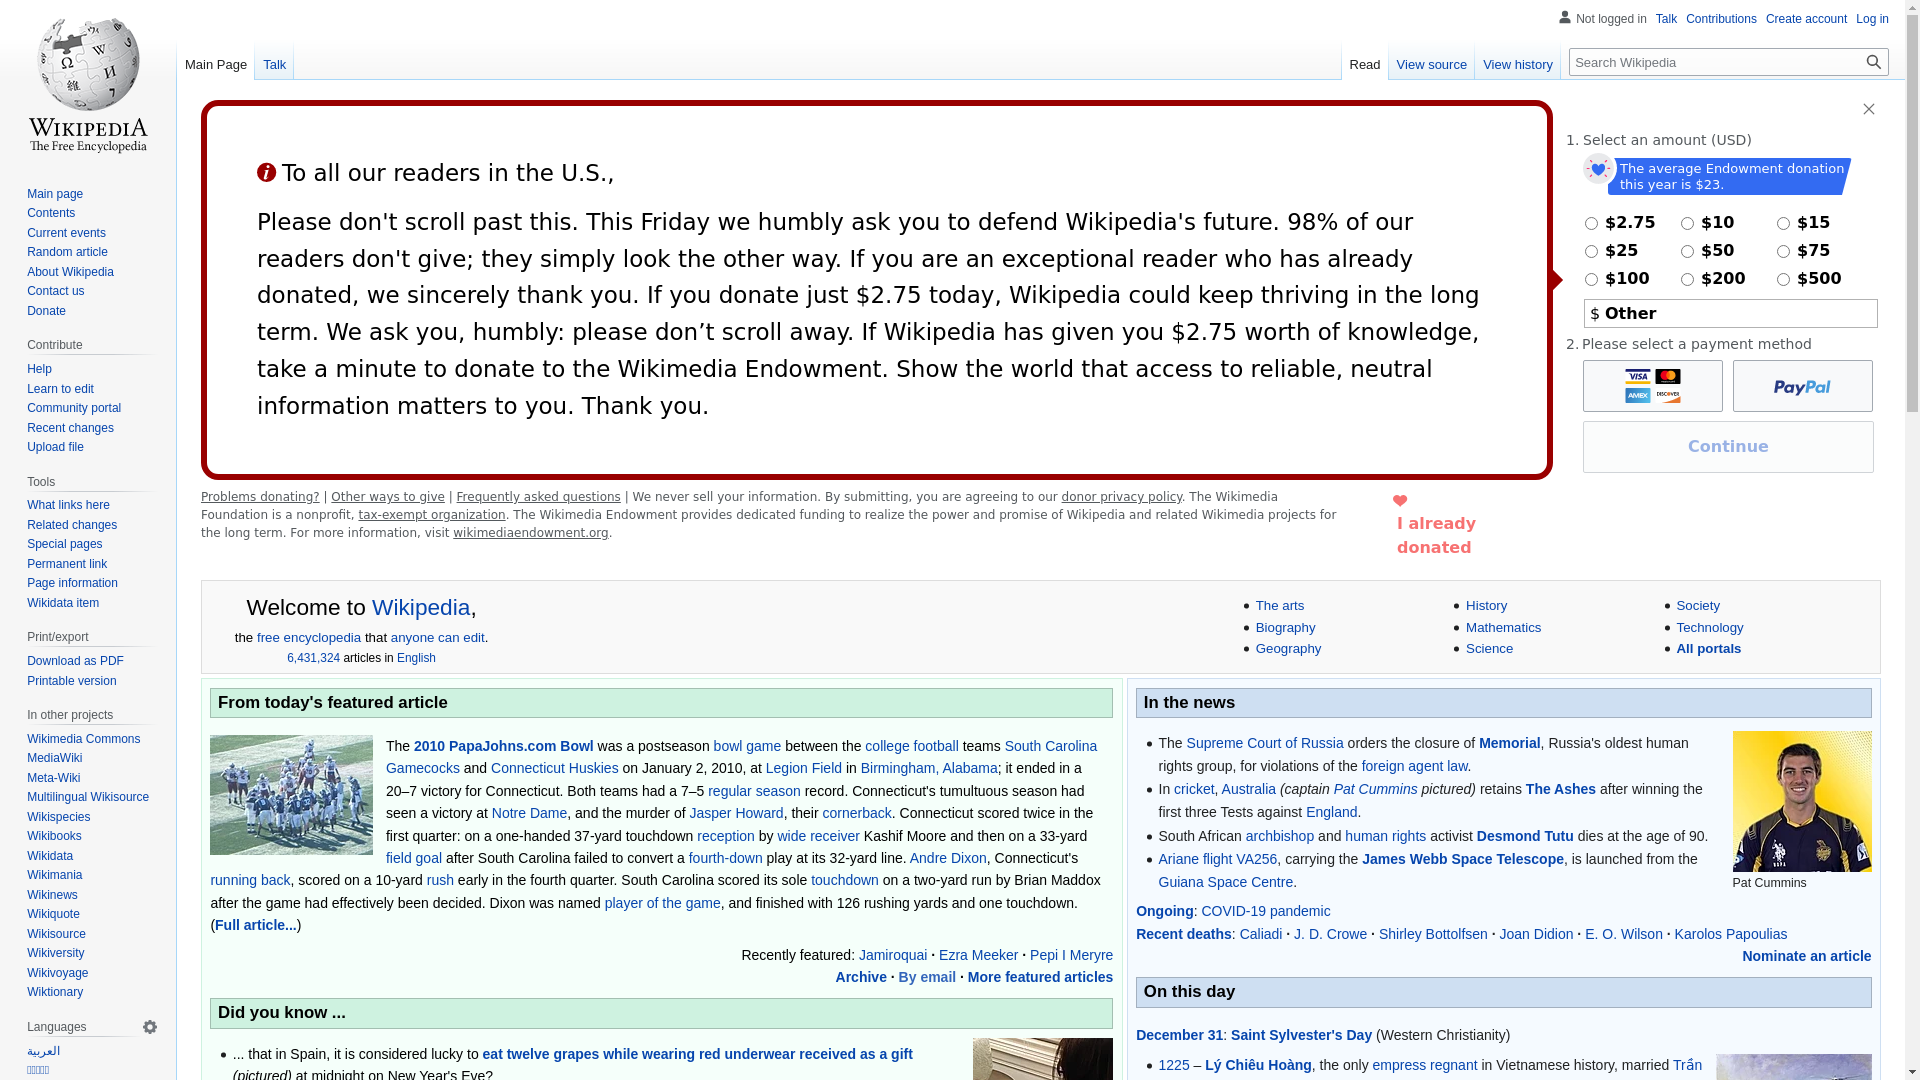 Not logged in Talk Contributions Create account Log in
Main Page Talk Read View source View history Search Wikipedia
WIKIPEDIA
The Free Encyclopedia
Main page
Contents
Current events
Random article
About Wikipedia
Contact us
Donate
Contribute
Help
Learn to edit
Community portal
Recent changes
Upload file
Tools
What links here
Related changes
Special pages
Permanent link
Page information
Wikidata item
Print/export
Download as PDF
Printable version
In other projects
Wikimedia Commons
MediaWiki
Meta-Wiki
Multilingual Wikisource
Wikispecies
Wikibooks
Wikidata
Wikimania
Wikinews
Wikiquote
Wikisource
Wikiversity
Wikivoyage
Wiktionary
Languages
العربية
To all our readers in the U.S.,
Please don't scroll past this. This Friday we humbly ask you to defend Wikipedia's future. 98% of our
readers don't give; they simply look the other way. If you are an exceptional reader who has already
donated, we sincerely thank you. If you donate just $2.75 today, Wikipedia could keep thriving in the long
term. We ask you, humbly: please don’t scroll away. If Wikipedia has given you $2.75 worth of knowledge,
take a minute to donate to the Wikimedia Endowment. Show the world that access to reliable, neutral
information matters to you. Thank you.
1. Select an amount (USD)
The average Endowment donation
this year is $23.
$2.75 $10 $15
$25 $50 $75
$100 $200 $500
$ Other
2. Please select a payment method
VISA
AMEX DISCOVER
PayPal
Continue
Problems donating? | Other ways to give | Frequently asked questions | We never sell your information. By submitting, you are agreeing to our donor privacy policy. The Wikimedia
Foundation is a nonprofit, tax-exempt organization. The Wikimedia Endowment provides dedicated funding to realize the power and promise of Wikipedia and related Wikimedia projects for
the long term. For more information, visit wikimediaendowment.org.
I already
donated
Welcome to Wikipedia,
the free encyclopedia that anyone can edit.
6,431,324 articles in English
The arts
Biography
Geography
History
Mathematics
Science
Society
Technology
All portals
From today's featured article
The 2010 PapaJohns.com Bowl was a postseason bowl game between the college football teams South Carolina
Gamecocks and Connecticut Huskies on January 2, 2010, at Legion Field in Birmingham, Alabama; it ended in a
20–7 victory for Connecticut. Both teams had a 7–5 regular season record. Connecticut's tumultuous season had
seen a victory at Notre Dame, and the murder of Jasper Howard, their cornerback. Connecticut scored twice in the
first quarter: on a one-handed 37-yard touchdown reception by wide receiver Kashif Moore and then on a 33-yard
field goal after South Carolina failed to convert a fourth-down play at its 32-yard line. Andre Dixon, Connecticut's
running back, scored on a 10-yard rush early in the fourth quarter. South Carolina scored its sole touchdown on a two-yard run by Brian Maddox
after the game had effectively been decided. Dixon was named player of the game, and finished with 126 rushing yards and one touchdown.
(Full article...)
Recently featured: Jamiroquai · Ezra Meeker · Pepi I Meryre
Archive · By email · More featured articles
Did you know ...
... that in Spain, it is considered lucky to eat twelve grapes while wearing red underwear received as a gift
(pictured) at midnight on New Year's Eve?
In the news
The Supreme Court of Russia orders the closure of Memorial, Russia's oldest human
rights group, for violations of the foreign agent law.
In cricket, Australia (captain Pat Cummins pictured) retains The Ashes after winning the
first three Tests against England.
South African archbishop and human rights activist Desmond Tutu dies at the age of 90.
Ariane flight VA256, carrying the James Webb Space Telescope, is launched from the
Guiana Space Centre.
Pat Cummins
Ongoing: COVID-19 pandemic
Recent deaths: Caliadi · J. D. Crowe · Shirley Bottolfsen · Joan Didion · E. O. Wilson · Karolos Papoulias
Nominate an article
On this day
December 31: Saint Sylvester's Day (Western Christianity)
1225 – Lý Chiêu Hoàng, the only empress regnant in Vietnamese history, married Trần